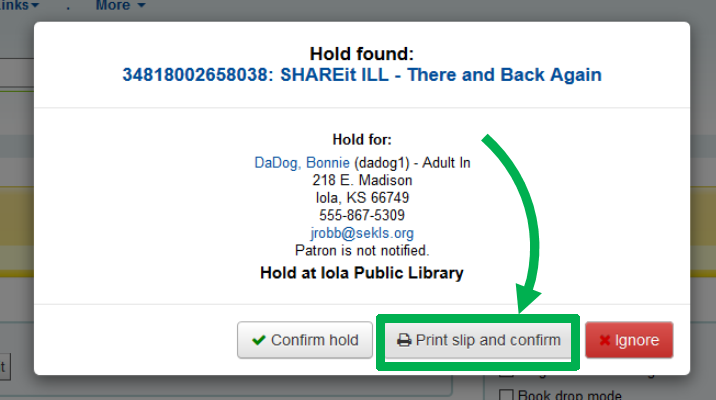 inks
.
More
Hold found:
34818002658038: SHAREit ILL - There and Back Again
Hold for:
DaDog, Bonnie (dadog1) - Adult In
218 E. Madison
Iola, KS 66749
555-867-5309
jrobb@sekls.org
Patron is not notified.
Hold at Iola Public Library
Confirm hold
Print slip and confirm
Ignore
t
Book drop mode